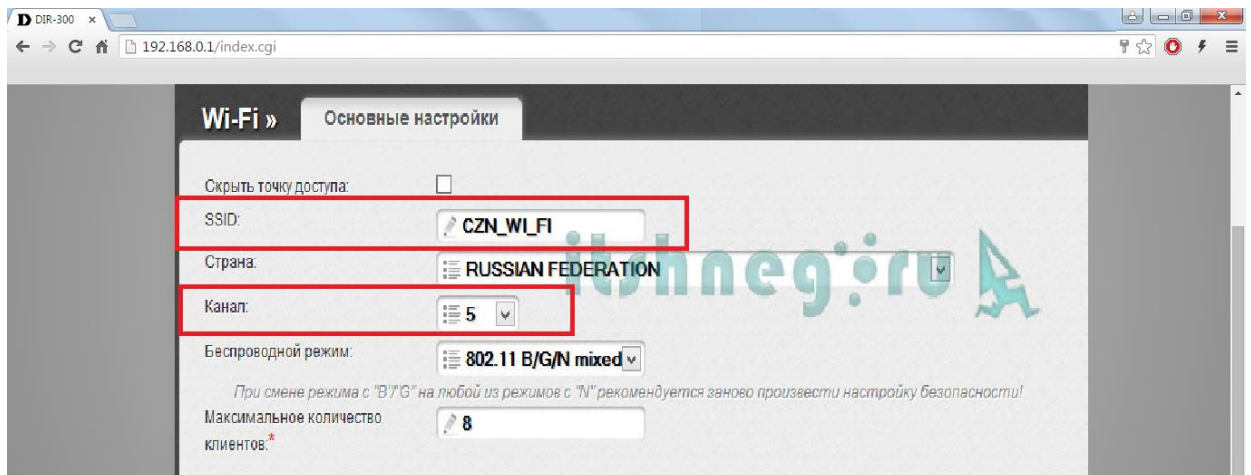 DIR-300
192.168.0.1/index.cgi
Wi-Fi »
Основные настройки
Скрыть точку доступа:
SSID:
CZN_WI_FI
Страна:
RUSSIAN FEDERATION
Канал:
5
Беспроводной режим:
802.11 B/G/N mixed
При смене режима с "B"/"G" на любой из режимов с "N" рекомендуется заново произвести настройку безопасности!
Максимальное количество
клиентов:*
8
itshneg.ru